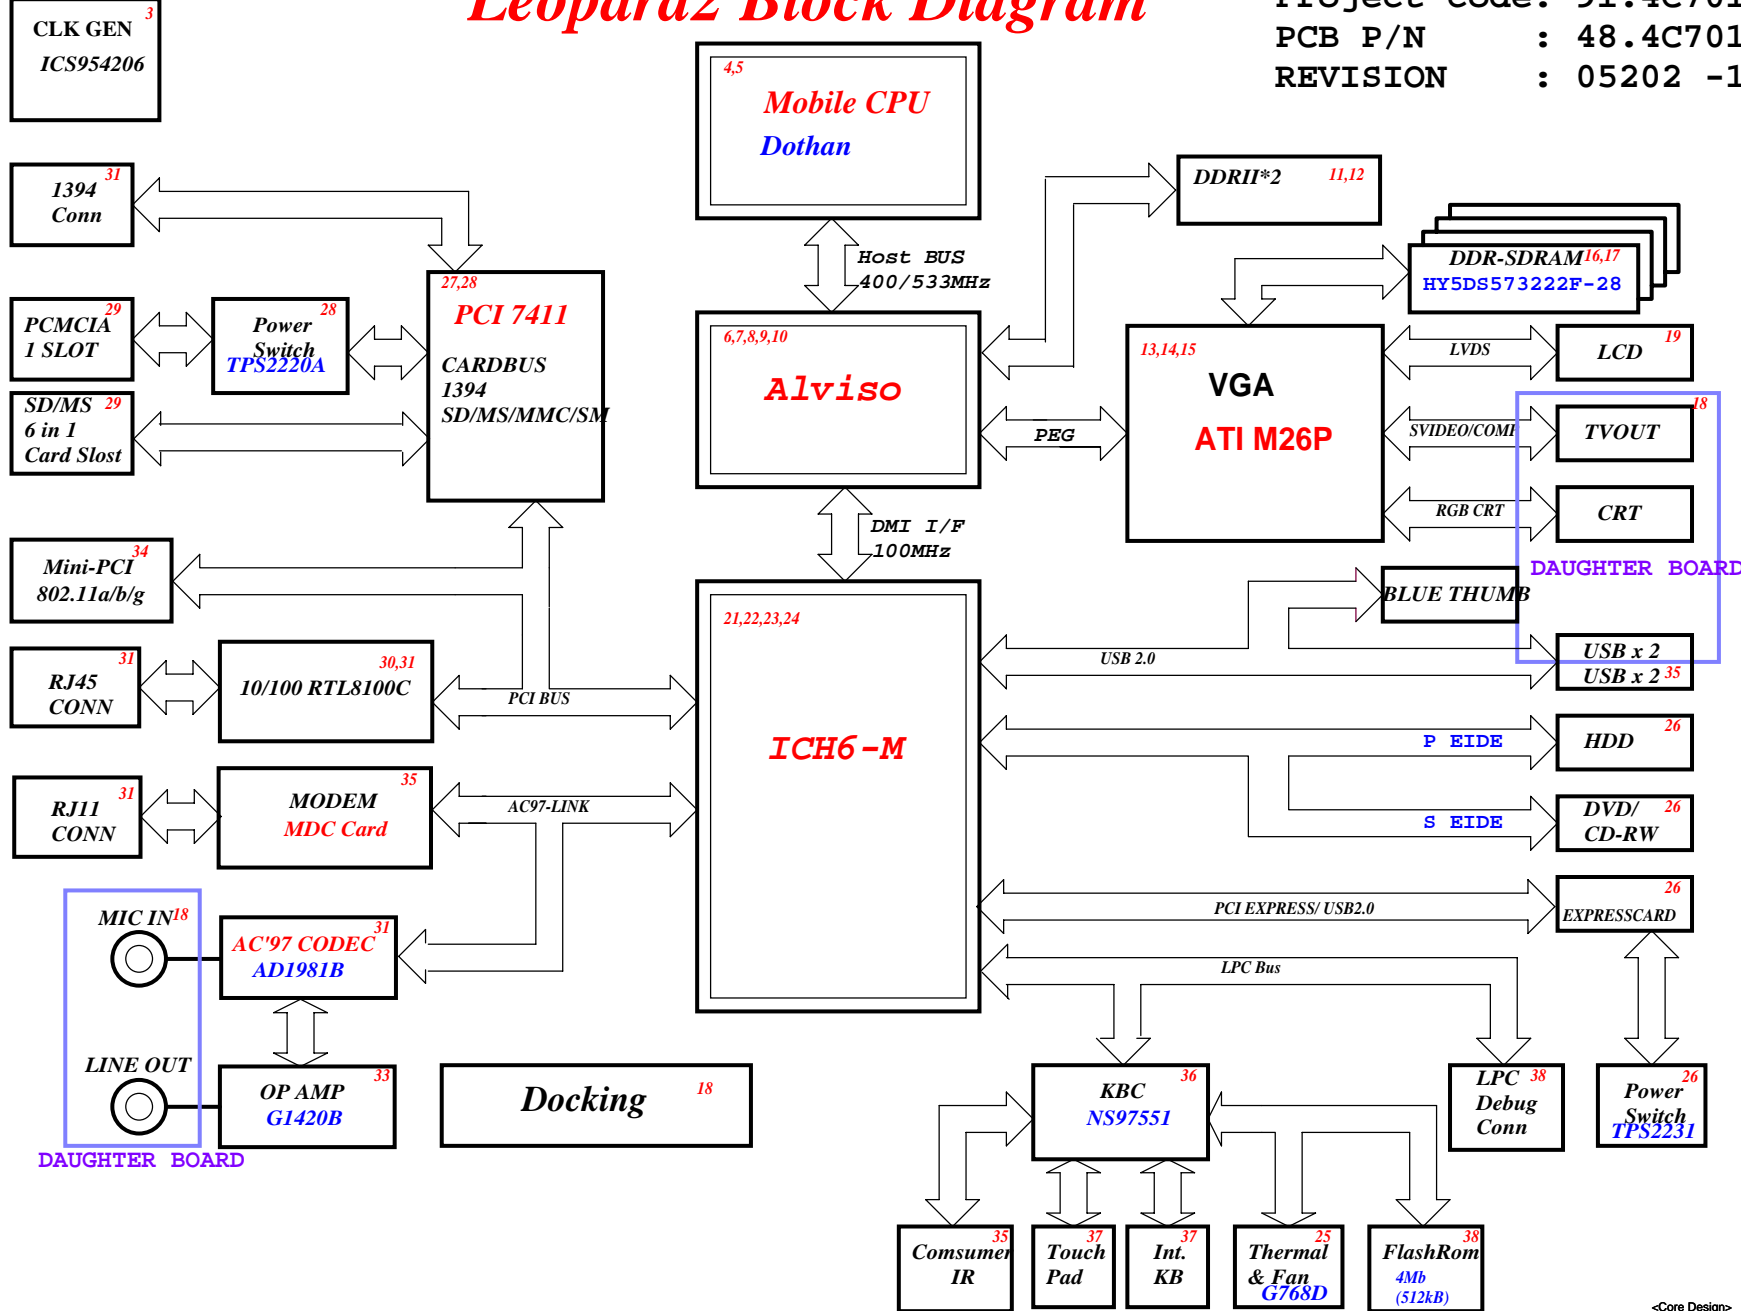 Leopard2 Block Diagram
Project code: 91.4C701
PCB P/N : 48.4C701
REVISION : 05202 -1
3
CLK GEN
ICS954206
4,5
Mobile CPU
Dothan
31
1394
Conn
DDRII*2 11,12
Host BUS
400/533MHz
DDR-SDRAM 16,17
HY5DS573222F-28
27,28
PCI 7411
CARDBUS
1394
SD/MS/MMC/SM
29
PCMCIA
1 SLOT
28
Power
Switch
TPS2220A
SD/MS 29
6 in 1
Card Slost
6,7,8,9,10
Alviso
PEG
13,14,15
VGA
ATI M26P
LVDS
LCD 19
SVIDEO/COMP
18
TVOUT
RGB CRT
CRT
DAUGHTER BOARD
DMI I/F
100MHz
34
Mini-PCI
802.11a/b/g
BLUE THUMB
21,22,23,24
ICH6-M
USB 2.0
USB x 2
USB x 2 35
31
RJ45
CONN
30,31
10/100 RTL8100C
PCI BUS
P EIDE
HDD 26
31
RJ11
CONN
35
MODEM
MDC Card
AC97-LINK
S EIDE
DVD/ 26
CD-RW
PCI EXPRESS/ USB2.0
26
EXPRESSCARD
MIC IN 18
31
AC'97 CODEC
AD1981B
LPC Bus
LINE OUT
33
OP AMP
G1420B
DAUGHTER BOARD
Docking 18
KBC 36
NS97551
LPC 38
Debug
Conn
26
Power
Switch
TPS2231
35
Comsumer
IR
37
Touch
Pad
37
Int.
KB
25
Thermal
& Fan
G768D
38
FlashRom
4Mb
(512kB)
<Core Design>